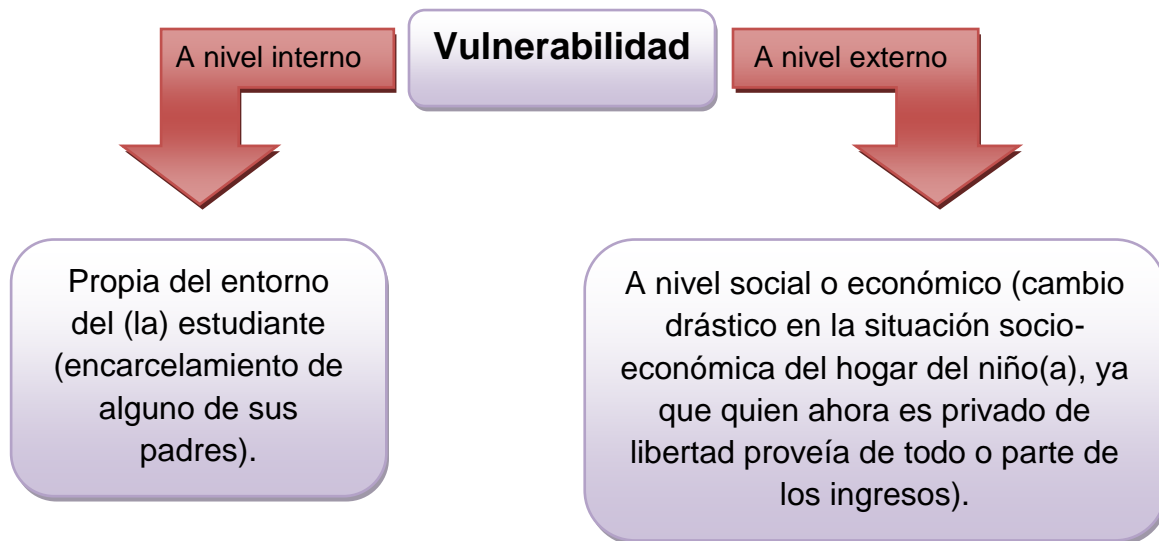 Vulnerabilidad
A nivel interno
A nivel externo
Propia del entorno
del (la) estudiante
(encarcelamiento de
alguno de sus
padres).
A nivel social o económico (cambio
drástico en la situación socio-
económica del hogar del niño(a), ya
que quien ahora es privado de
libertad proveía de todo o parte de
los ingresos).